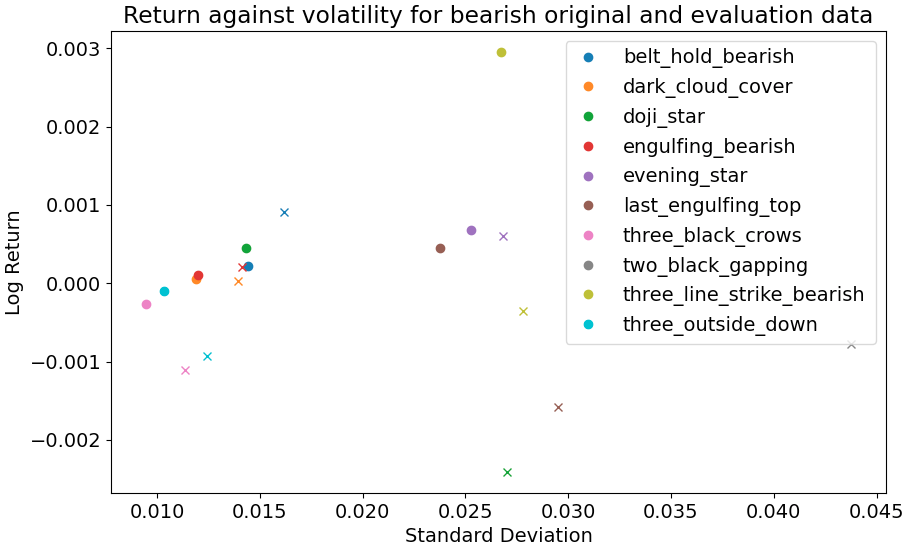 Return against volatility for bearish original and evaluation data
Log Return
0.003
0.002
0.001
0.000
−0.001
−0.002
belt_hold_bearish
dark_cloud_cover
doji_star
engulfing_bearish
evening_star
last_engulfing_top
three_black_crows
two_black_gapping
three_line_strike_bearish
three_outside_down
0.010 0.015 0.020 0.025 0.030 0.035 0.040 0.045
Standard Deviation